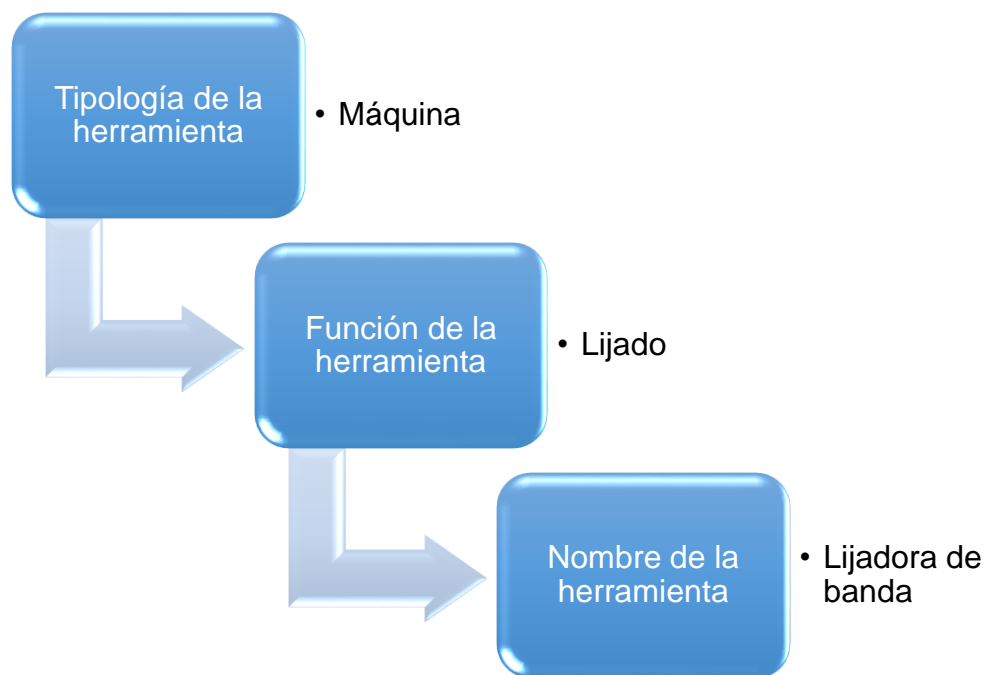 Tipología de la
herramienta
• Máquina
Función de la
herramienta
• Lijado
Nombre de la
herramienta
• Lijadora de
banda